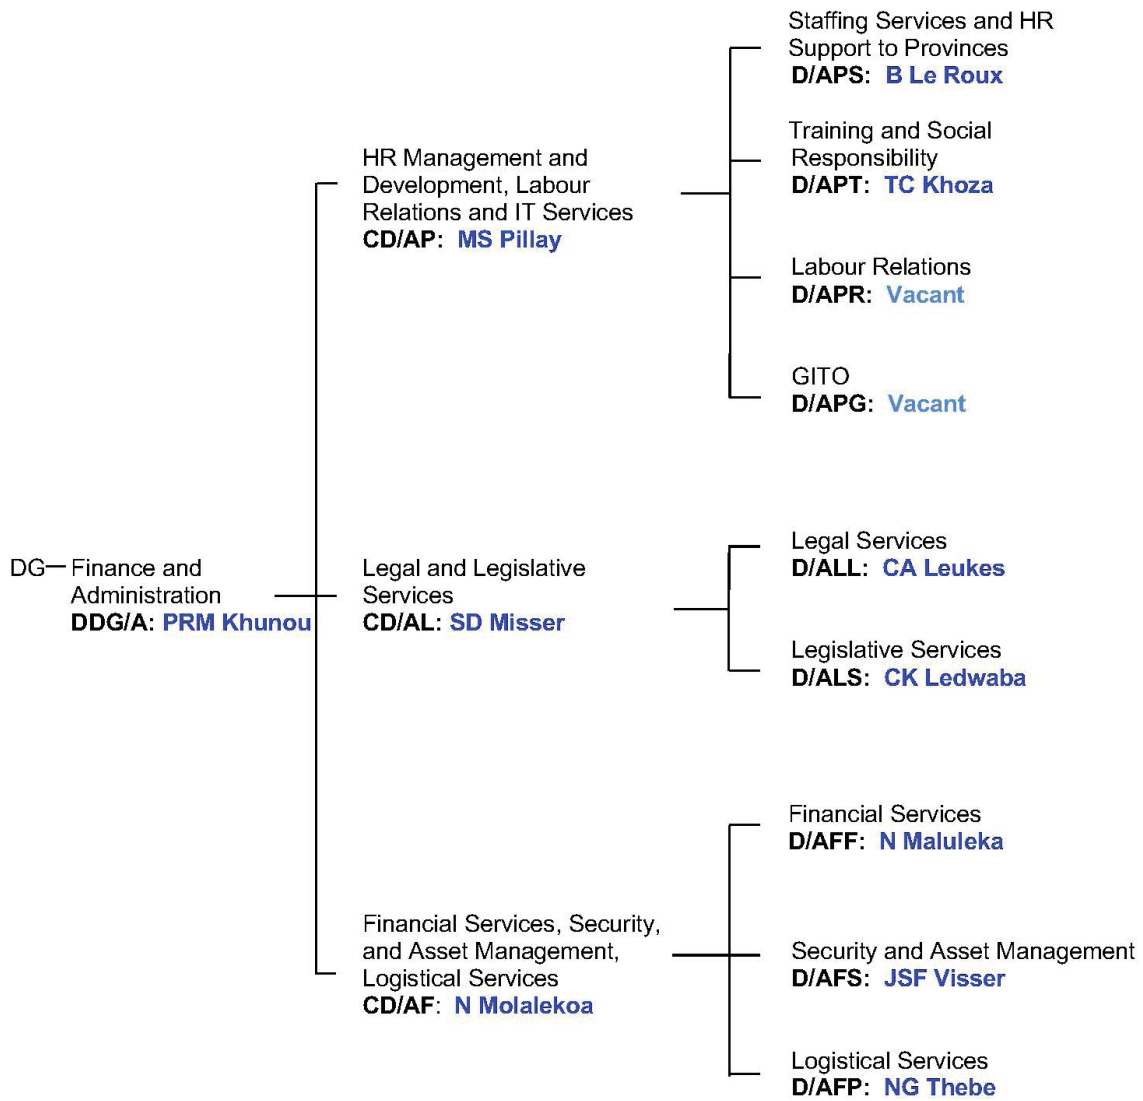 Staffing Services and HR
Support to Provinces
D/APS: B Le Roux
Training and Social
Responsibility
D/APT: TC Khoza
HR Management and
Development, Labour
Relations and IT Services
CD/AP: MS Pillay
Labour Relations
D/APR: Vacant
GITO
D/APG: Vacant
DG
Finance and
Administration
DDG/A: PRM Khunou
Legal and Legislative
Services
CD/AL: SD Misser
Legal Services
D/ALL: CA Leukes
Legislative Services
D/ALS: CK Ledwaba
Financial Services, Security,
and Asset Management,
Logistical Services
CD/AF: N Molalekoa
Financial Services
D/AFF: N Maluleka
Security and Asset Management
D/AFS: JSF Visser
Logistical Services
D/AFP: NG Thebe